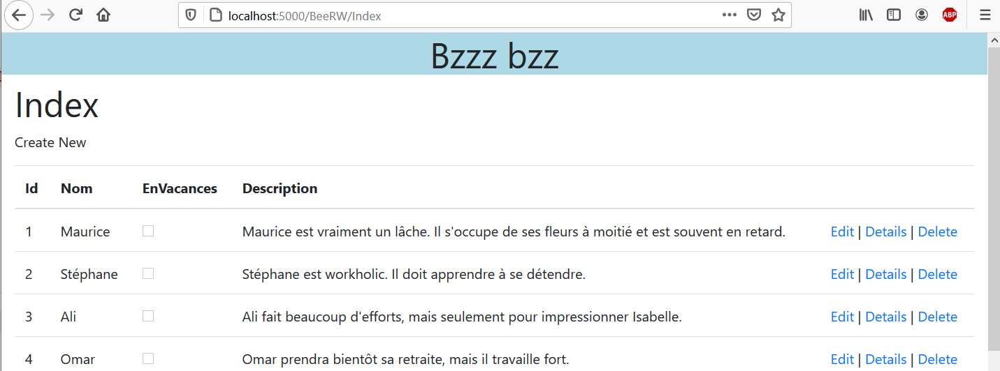 localhost:5000/BeeRW/Index ABP
Bzzz bzz
Index
Create New
Id Nom EnVacances Description
1 Maurice Maurice est vraiment un lâche. Il s'occupe de ses fleurs à moitié et est souvent en retard. Edit | Details | Delete
2 Stéphane Stéphane est workholic. Il doit apprendre à se détendre. Edit | Details | Delete
3 Ali Ali fait beaucoup d'efforts, mais seulement pour impressionner Isabelle. Edit | Details | Delete
4 Omar Omar prendra bientôt sa retraite, mais il travaille fort. Edit | Details | Delete